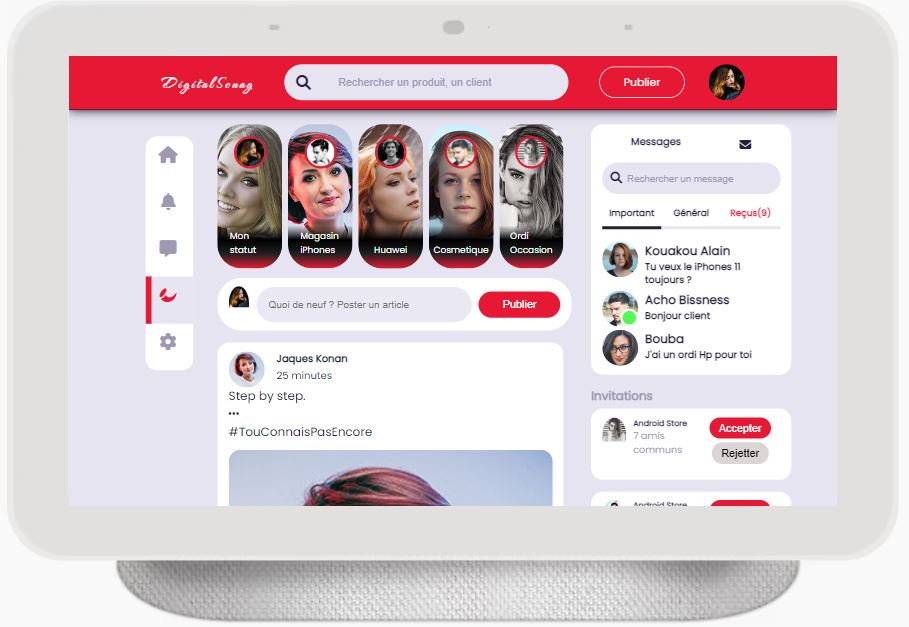 DigitalSouag
Rechercher un produit, un client
Publier
Mon
statut
Magasin
iPhones
Huawei
Cosmetique
Ordi
Occasion
Quoi de neuf ? Poster un article
Publier
Jaques Konan
25 minutes
Step by step.
•••
#TouConnaisPasEncore
Messages
Rechercher un message
Important
Général
Reçus(9)
Kouakou Alain
Tu veux le iPhones 11
toujours ?
Acho Bissness
Bonjour client
Bouba
J'ai un ordi Hp pour toi
Invitations
Android Store
7 amis
communs
Accepter
Rejetter
Android Store